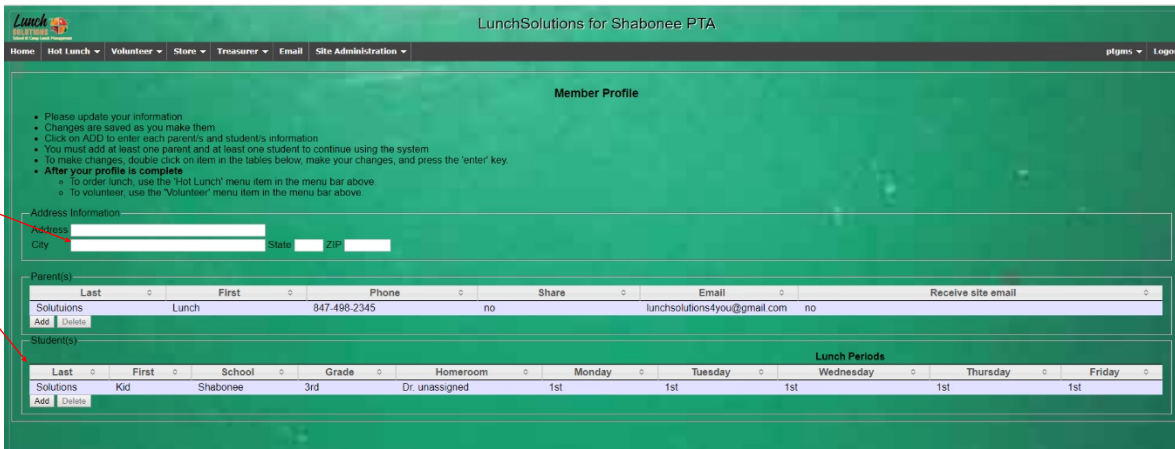 Lunch
SOLUTIONS
School & Camp Lunch Management
LunchSolutions for Shabonee PTA
Home Hot Lunch Volunteer Store Treasurer Email Site Administration ptgms Logou
Member Profile
Please update your information
Changes are saved as you make them
Click on ADD to enter each parent/s and student/s information
You must add at least one parent and at least one student to continue using the system
To make changes, double click on item in the tables below, make your changes, and press the 'enter' key.
After your profile is complete
To order lunch, use the 'Hot Lunch' menu item in the menu bar above.
To volunteer, use the 'Volunteer' menu item in the menu bar above.
Address Information
Address
City State ZIP
Parent(s)
Last First Phone Share Email Receive site email
Solutuions Lunch 847-498-2345 no lunchsolutions4you@gmail.com no
Add Delete
Student(s)
Lunch Periods
Last First School Grade Homeroom Monday Tuesday Wednesday Thursday Friday
Solutions Kid Shabonee 3rd Dr. unassigned 1st 1st 1st 1st 1st
Add Delete